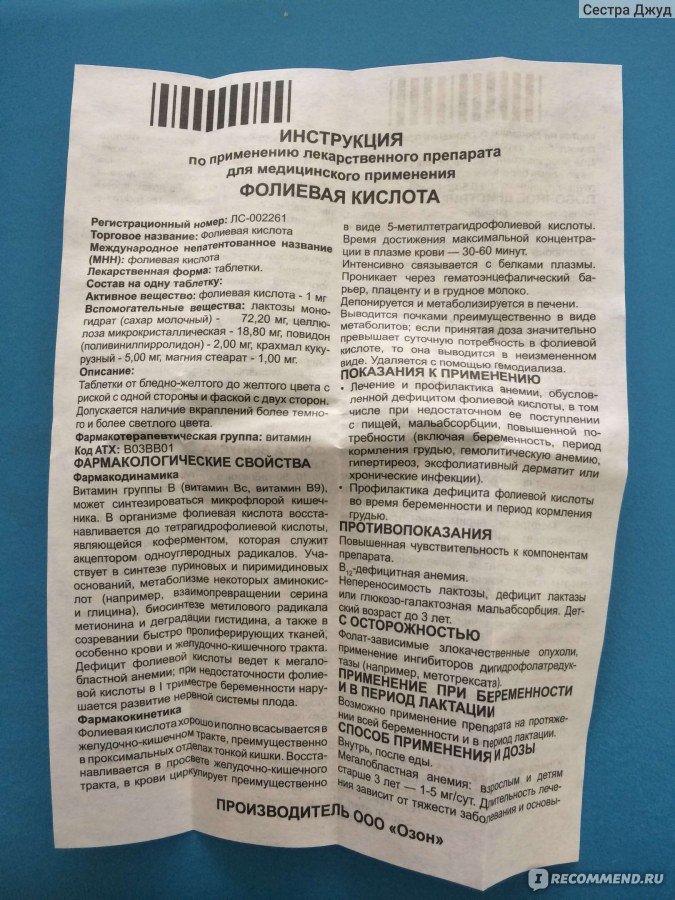 Сестра Джуд
ИНСТРУКЦИЯ
по применению лекарственного препарата
для медицинского применения
ФОЛИЕВАЯ КИСЛОТА
Регистрационный номер: ЛС-002261
Торговое название: Фолиевая кислота
Международное непатентованное название
(МНН): фолиевая кислота
Лекарственная форма: таблетки.
Состав на одну таблетку:
Активное вещество: фолиевая кислота - 1 мг
Вспомогательные вещества: лактозы моно-
гидрат (сахар молочный) - 72,20 мг, целлю-
лоза микрокристаллическая - 18,80 мг, повидон
(поливинилпирролидон) - 2,00 мг, крахмал куку-
рузный - 5,00 мг, магния стеарат - 1,00 мг.
Описание:
Таблетки от бледно-желтого до желтого цвета с
риской с одной стороны и фаской с двух сторон.
Допускается наличие вкраплений более темно-
го и более светлого цвета.
Фармакотерапевтическая группа: витамин
Код АТХ: B03BB01
ФАРМАКОЛОГИЧЕСКИЕ СВОЙСТВА
Фармакодинамика
Витамин группы В (витамин Вс, витамин В9),
может синтезироваться микрофлорой кишеч-
ника. В организме фолиевая кислота восста-
навливается до тетрагидрофолиевой кислоты,
являющейся коферментом, которая служит
акцептором одноуглеродных радикалов. Уча-
ствует в синтезе пуриновых и пиримидиновых
оснований, метаболизме некоторых аминокис-
лот (например, взаимопревращении серина
и глицина), биосинтезе метилового радикала
метионина и деградации гистидина, а также в
созревании быстро пролиферирующих тканей,
особенно крови и желудочно-кишечного тракта.
Дефицит фолиевой кислоты ведет к мегало-
бластной анемии; при недостаточности фолие-
вой кислоты в I триместре беременности нару-
шается развитие нервной системы плода.
Фармакокинетика
Фолиевая кислота хорошо и полно всасывается в
желудочно-кишечном тракте, преимущественно
в проксимальных отделах тонкой кишки. Восста-
навливается в просвете желудочно-кишечного
тракта, в крови циркулирует преимущественно
в виде 5-метилтетрагидрофолиевой кислоты.
Время достижения максимальной концентра-
ции в плазме крови — 30-60 минут.
Интенсивно связывается с белками плазмы.
Проникает через гематоэнцефалический ба-
рьер, плаценту и в грудное молоко.
Депонируется и метаболизируется в печени.
Выводится почками преимущественно в виде
метаболитов; если принятая доза значительно
превышает суточную потребность в фолиевой
кислоте, то она выводится в неизмененном
виде. Удаляется с помощью гемодиализа.
ПОКАЗАНИЯ К ПРИМЕНЕНИЮ
• Лечение и профилактика анемии, обуслов-
ленной дефицитом фолиевой кислоты, в том
числе при недостаточном ее поступлении
с пищей, мальабсорбции, повышенной по-
требности (включая беременность, период
кормления грудью, гемолитическую анемию,
гипертиреоз, эксфолиативный дерматит или
хронические инфекции).
• Профилактика дефицита фолиевой кислоты
во время беременности и период кормления
грудью.
ПРОТИВОПОКАЗАНИЯ
Повышенная чувствительность к компонентам
препарата.
B12-дефицитная анемия.
Непереносимость лактозы, дефицит лактазы
или глюкозо-галактозная мальабсорбция. Дет-
ский возраст до 3 лет.
С ОСТОРОЖНОСТЬЮ
Фолат-зависимые злокачественные опухоли,
применение ингибиторов дигидрофолатредук-
тазы (например, метотрексата).
ПРИМЕНЕНИЕ ПРИ БЕРЕМЕННОСТИ
И В ПЕРИОД ЛАКТАЦИИ
Возможно применение препарата на протяже-
нии всей беременности и в период лактации.
СПОСОБ ПРИМЕНЕНИЯ И ДОЗЫ
Внутрь, после еды.
Мегалобластная анемия: взрослым и детям
старше 3 лет — 1-5 мг/сут. Длительность лече-
ния зависит от тяжести заболевания и основы-
ПРОИЗВОДИТЕЛЬ ООО «Озон»
IRECOMMEND.RU